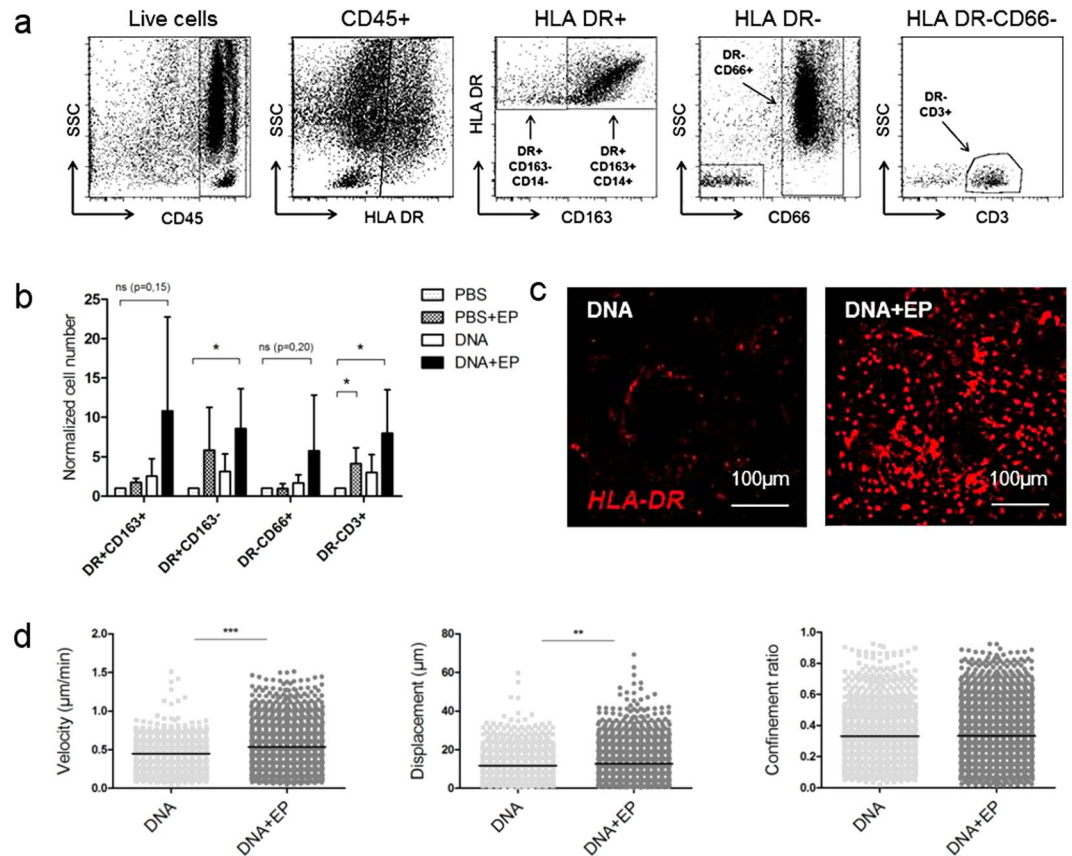 a
Live cells
CD45+
HLA DR+
HLA DR-
HLA DR-CD66-
SSC
CD45
SSC
HLA DR
HLA DR
DR+
CD163-
CD14-
DR+
CD163+
CD14+
CD163
SSC
DR-
CD66+
CD66
SSC
DR-
CD3+
CD3
b
Normalized cell number
25
20
15
10
5
0
ns (p=0,15)
*
ns (p=0,20)
*
*
DR+CD163+
DR+CD163-
DR-CD66+
DR-CD3+
PBS
PBS+EP
DNA
DNA+EP
c
DNA
HLA-DR
100µm
DNA+EP
100µm
d
Velocity (µm/min)
2.0
1.5
1.0
0.5
0.0
***
DNA
DNA+EP
Displacement (µm)
80
60
40
20
0
**
DNA
DNA+EP
Confinement ratio
1.0
0.8
0.6
0.4
0.2
0.0
DNA
DNA+EP